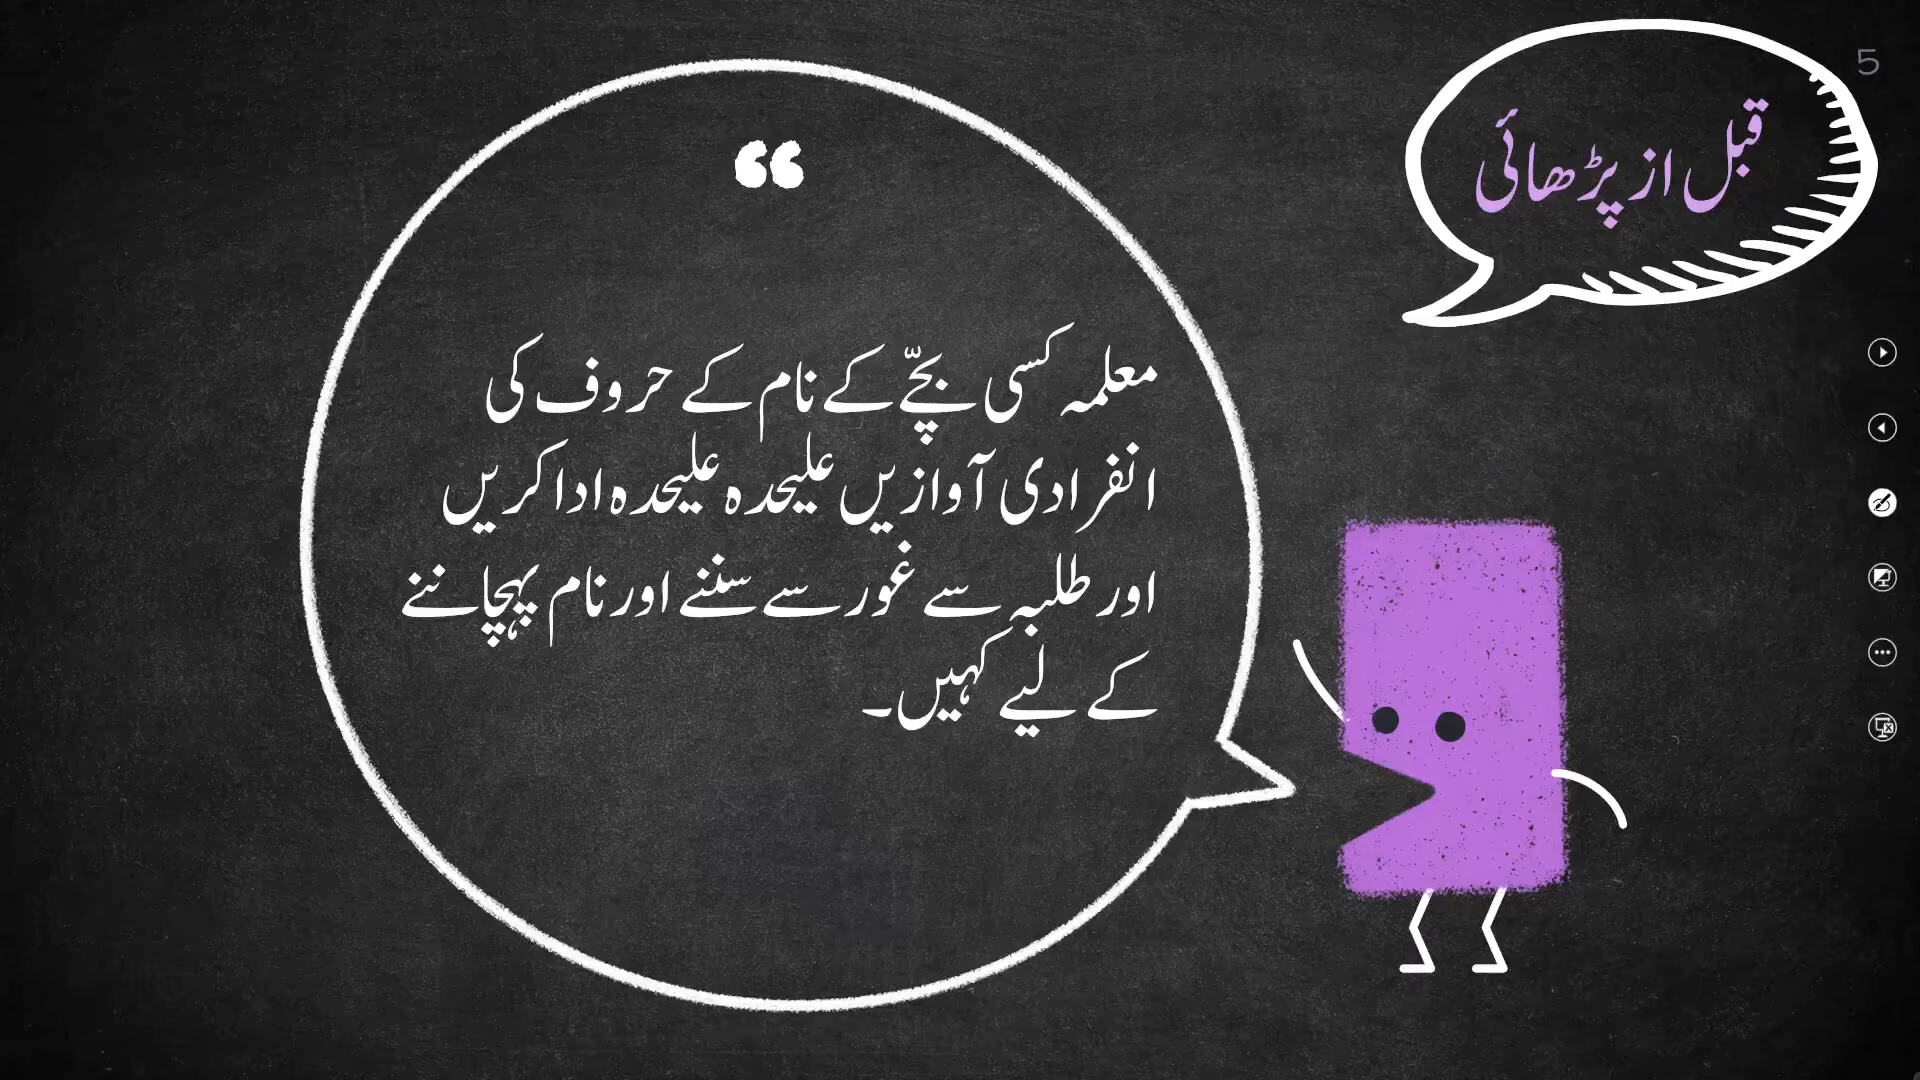 5
قبل از پڑھائی
“
معلمہ کسی بچّے کے نام کے حروف کی
انفرادی آوازیں علیحدہ علیحدہ ادا کریں
اور طلبہ سے غور سے سننے اور نام پہچاننے
کے لیے کہیں۔